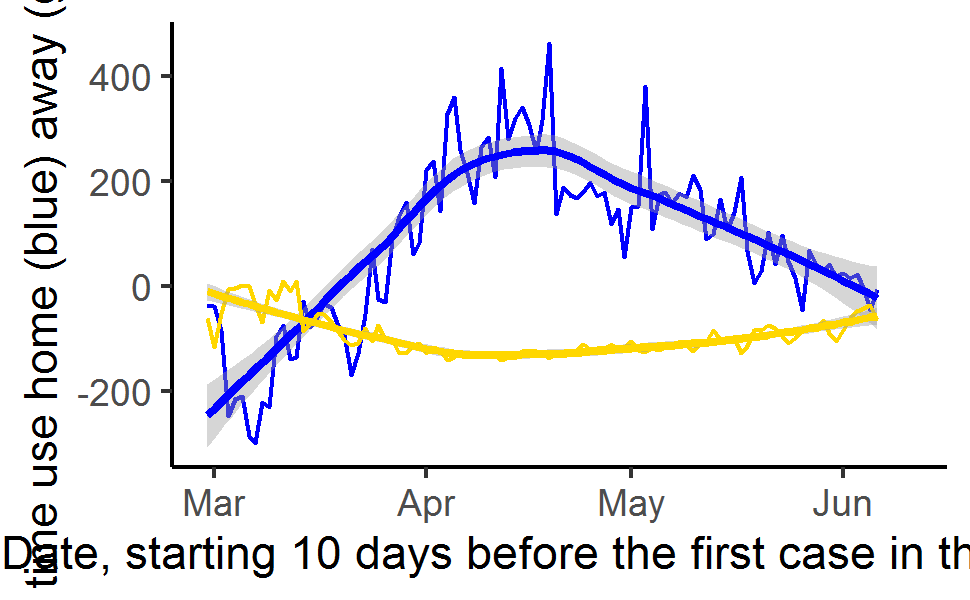 time use home (blue) away (
400
200
0
-200
Mar Apr May Jun
Date, starting 10 days before the first case in th